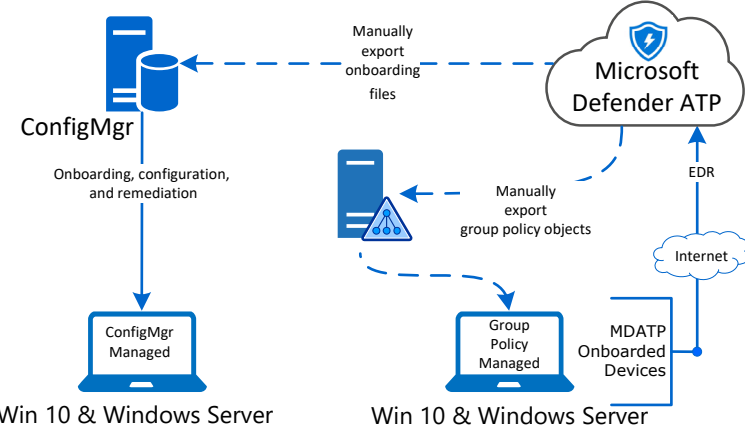 Manually
export
onboarding
files
Microsoft
Defender ATP
ConfigMgr
Onboarding, configuration,
and remediation
EDR
Manually
export
group policy objects
Internet
ConfigMgr
Managed
Group
Policy
Managed
MDATP
Onboarded
Devices
Win 10 & Windows Server
Win 10 & Windows Server